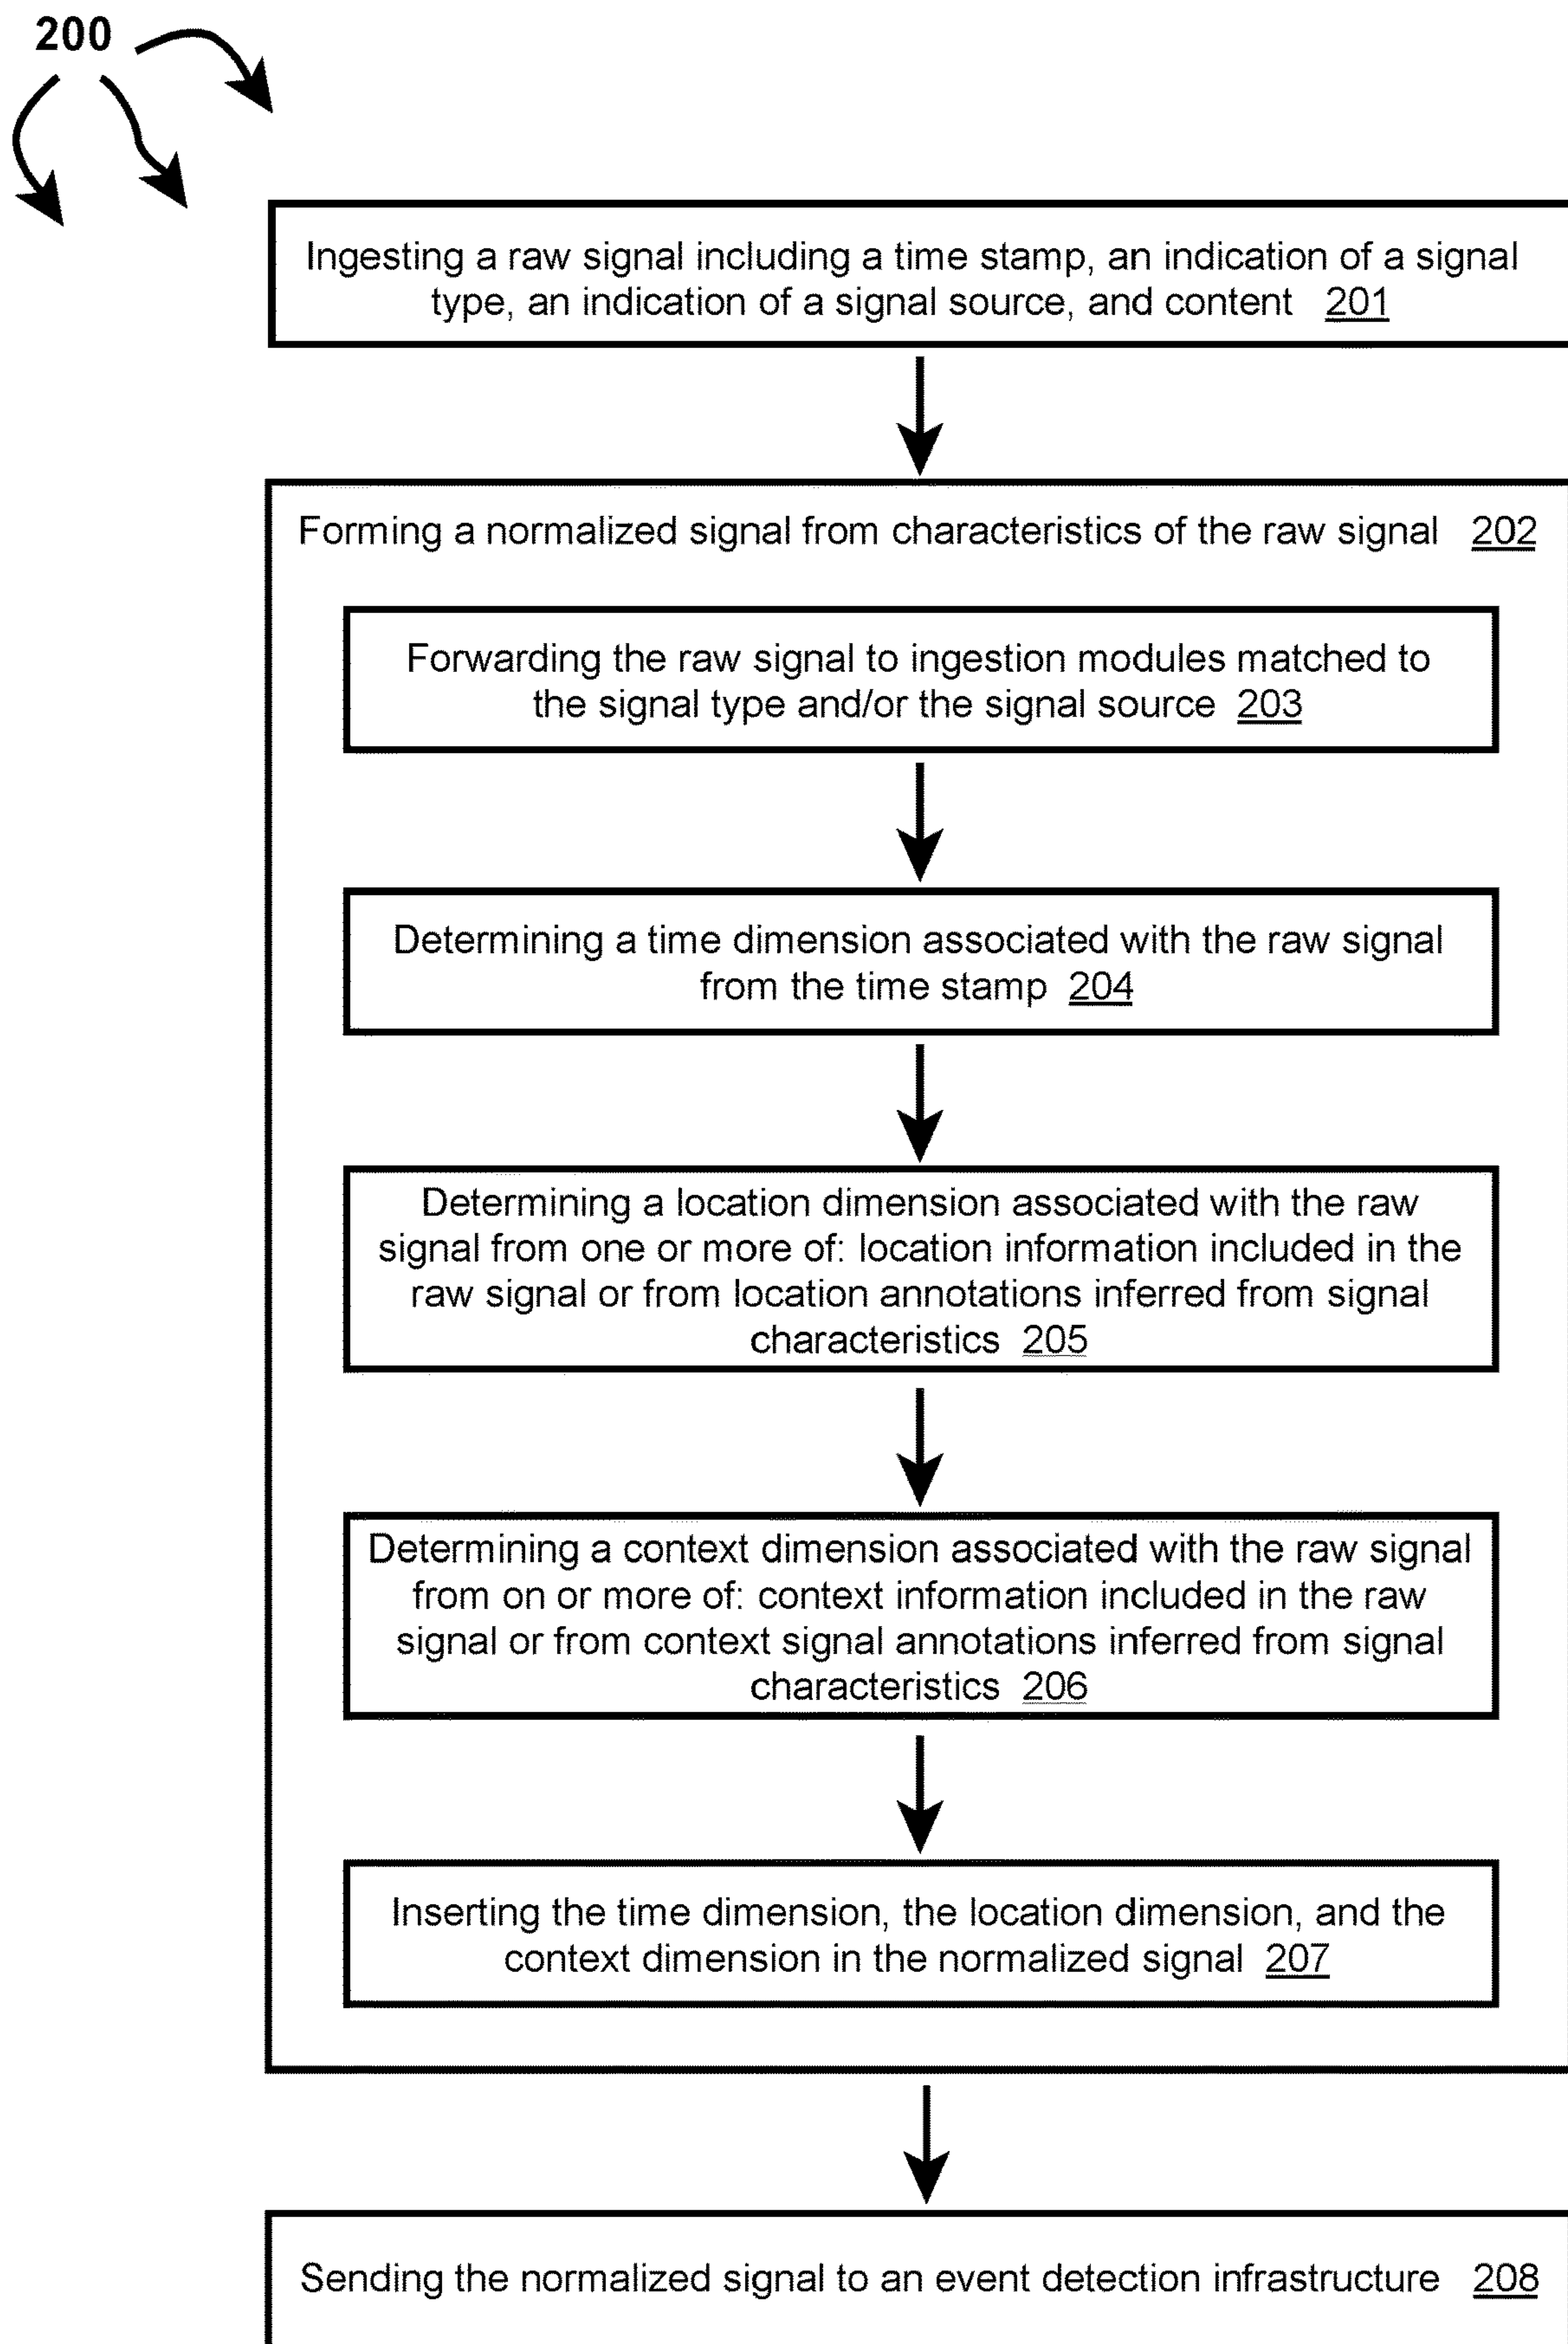 200
Ingesting a raw signal including a time stamp, an indication of a signal
type, an indication of a signal source, and content 201
Forming a normalized signal from characteristics of the raw signal 202
Forwarding the raw signal to ingestion modules matched to
the signal type and/or the signal source 203
Determining a time dimension associated with the raw signal
from the time stamp 204
Determining a location dimension associated with the raw
signal from one or more of: location information included in the
raw signal or from location annotations inferred from signal
characteristics 205
Determining a context dimension associated with the raw signal
from on or more of: context information included in the raw
signal or from context signal annotations inferred from signal
characteristics 206
Inserting the time dimension, the location dimension, and the
context dimension in the normalized signal 207
Sending the normalized signal to an event detection infrastructure 208